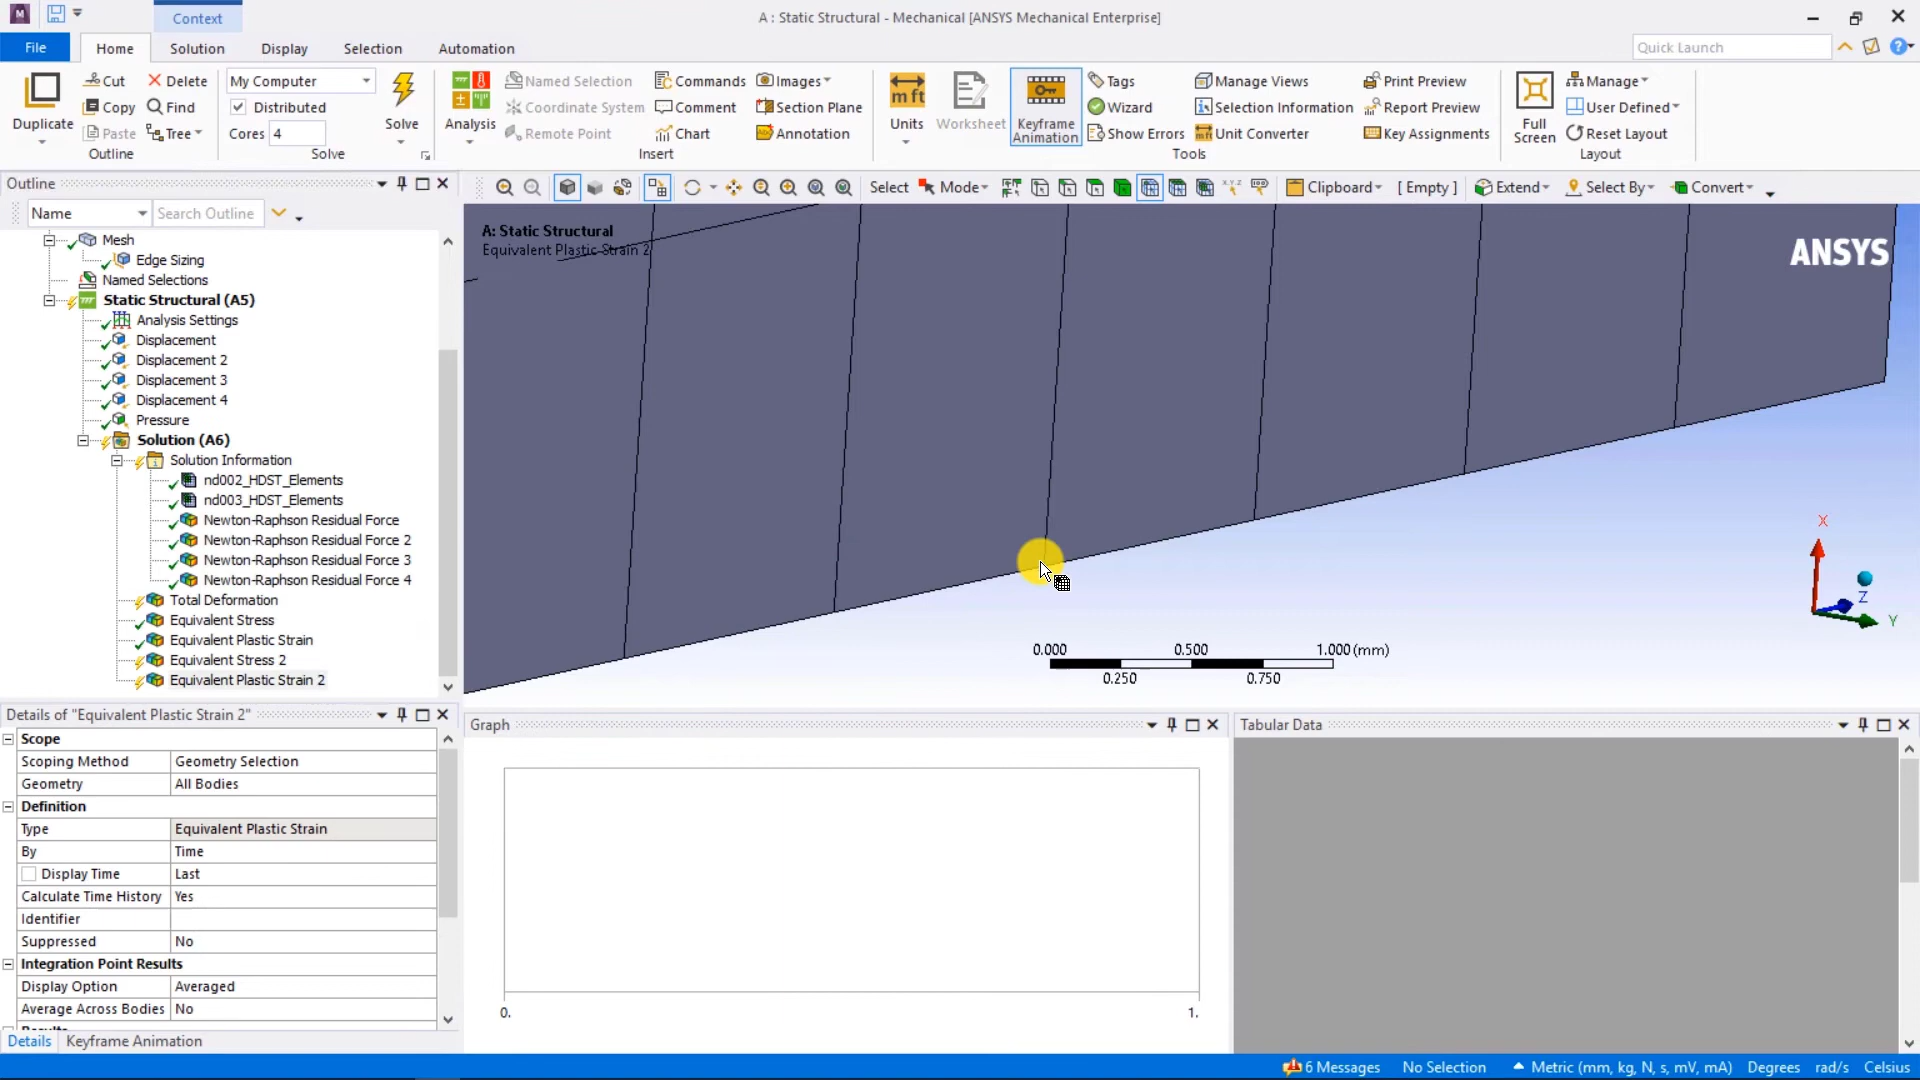 Context
A : Static Structural - Mechanical [ANSYS Mechanical Enterprise]
File Home Solution Display Selection Automation
Quick Launch
Duplicate
Cut
Copy
Paste
Delete
Find
Tree
Outline
My Computer
Distributed
Cores 4
Solve
Solve
Analysis
Named Selection
Coordinate System
Remote Point
Commands
Comment
Chart
Images
Section Plane
Annotation
Insert
Units
Worksheet
Keyframe
Animation
Tags
Wizard
Show Errors
Manage Views
Selection Information
Unit Converter
Print Preview
Report Preview
Key Assignments
Tools
Full
Screen
Manage
User Defined
Reset Layout
Layout
Outline
Name
Search Outline
Select Mode Clipboard [ Empty ] Extend Select By Convert
Mesh
Edge Sizing
Named Selections
Static Structural (A5)
Analysis Settings
Displacement
Displacement 2
Displacement 3
Displacement 4
Pressure
Solution (A6)
Solution Information
nd002_HDST_Elements
nd003_HDST_Elements
Newton-Raphson Residual Force
Newton-Raphson Residual Force 2
Newton-Raphson Residual Force 3
Newton-Raphson Residual Force 4
Total Deformation
Equivalent Stress
Equivalent Plastic Strain
Equivalent Stress 2
Equivalent Plastic Strain 2
A: Static Structural
Equivalent Plastic Strain 2
ANSYS
X
Z
Y
0.000 0.500 1.000 (mm)
0.250 0.750
Details of "Equivalent Plastic Strain 2"
Scope
Scoping Method Geometry Selection
Geometry All Bodies
Definition
Type Equivalent Plastic Strain
By Time
Display Time Last
Calculate Time History Yes
Identifier
Suppressed No
Integration Point Results
Display Option Averaged
Average Across Bodies No
Results
Details Keyframe Animation
Graph
0. 1.
Tabular Data
6 Messages No Selection Metric (mm, kg, N, s, mV, mA) Degrees rad/s Celsius